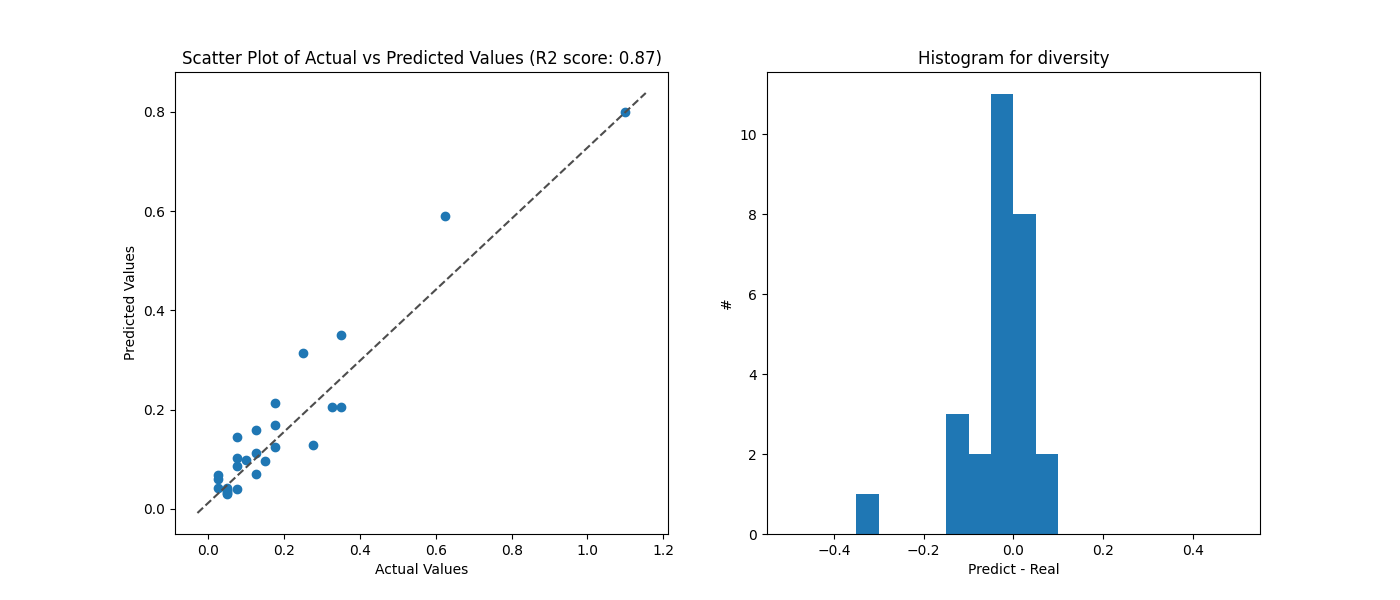 Scatter Plot of Actual vs Predicted Values (R2 score: 0.87)
Predicted Values
0.8
0.6
0.4
0.2
0.0
0.0 0.2 0.4 0.6 0.8 1.0 1.2
Actual Values
Histogram for diversity
#
10
8
6
4
2
0
−0.4 −0.2 0.0 0.2 0.4
Predict - Real